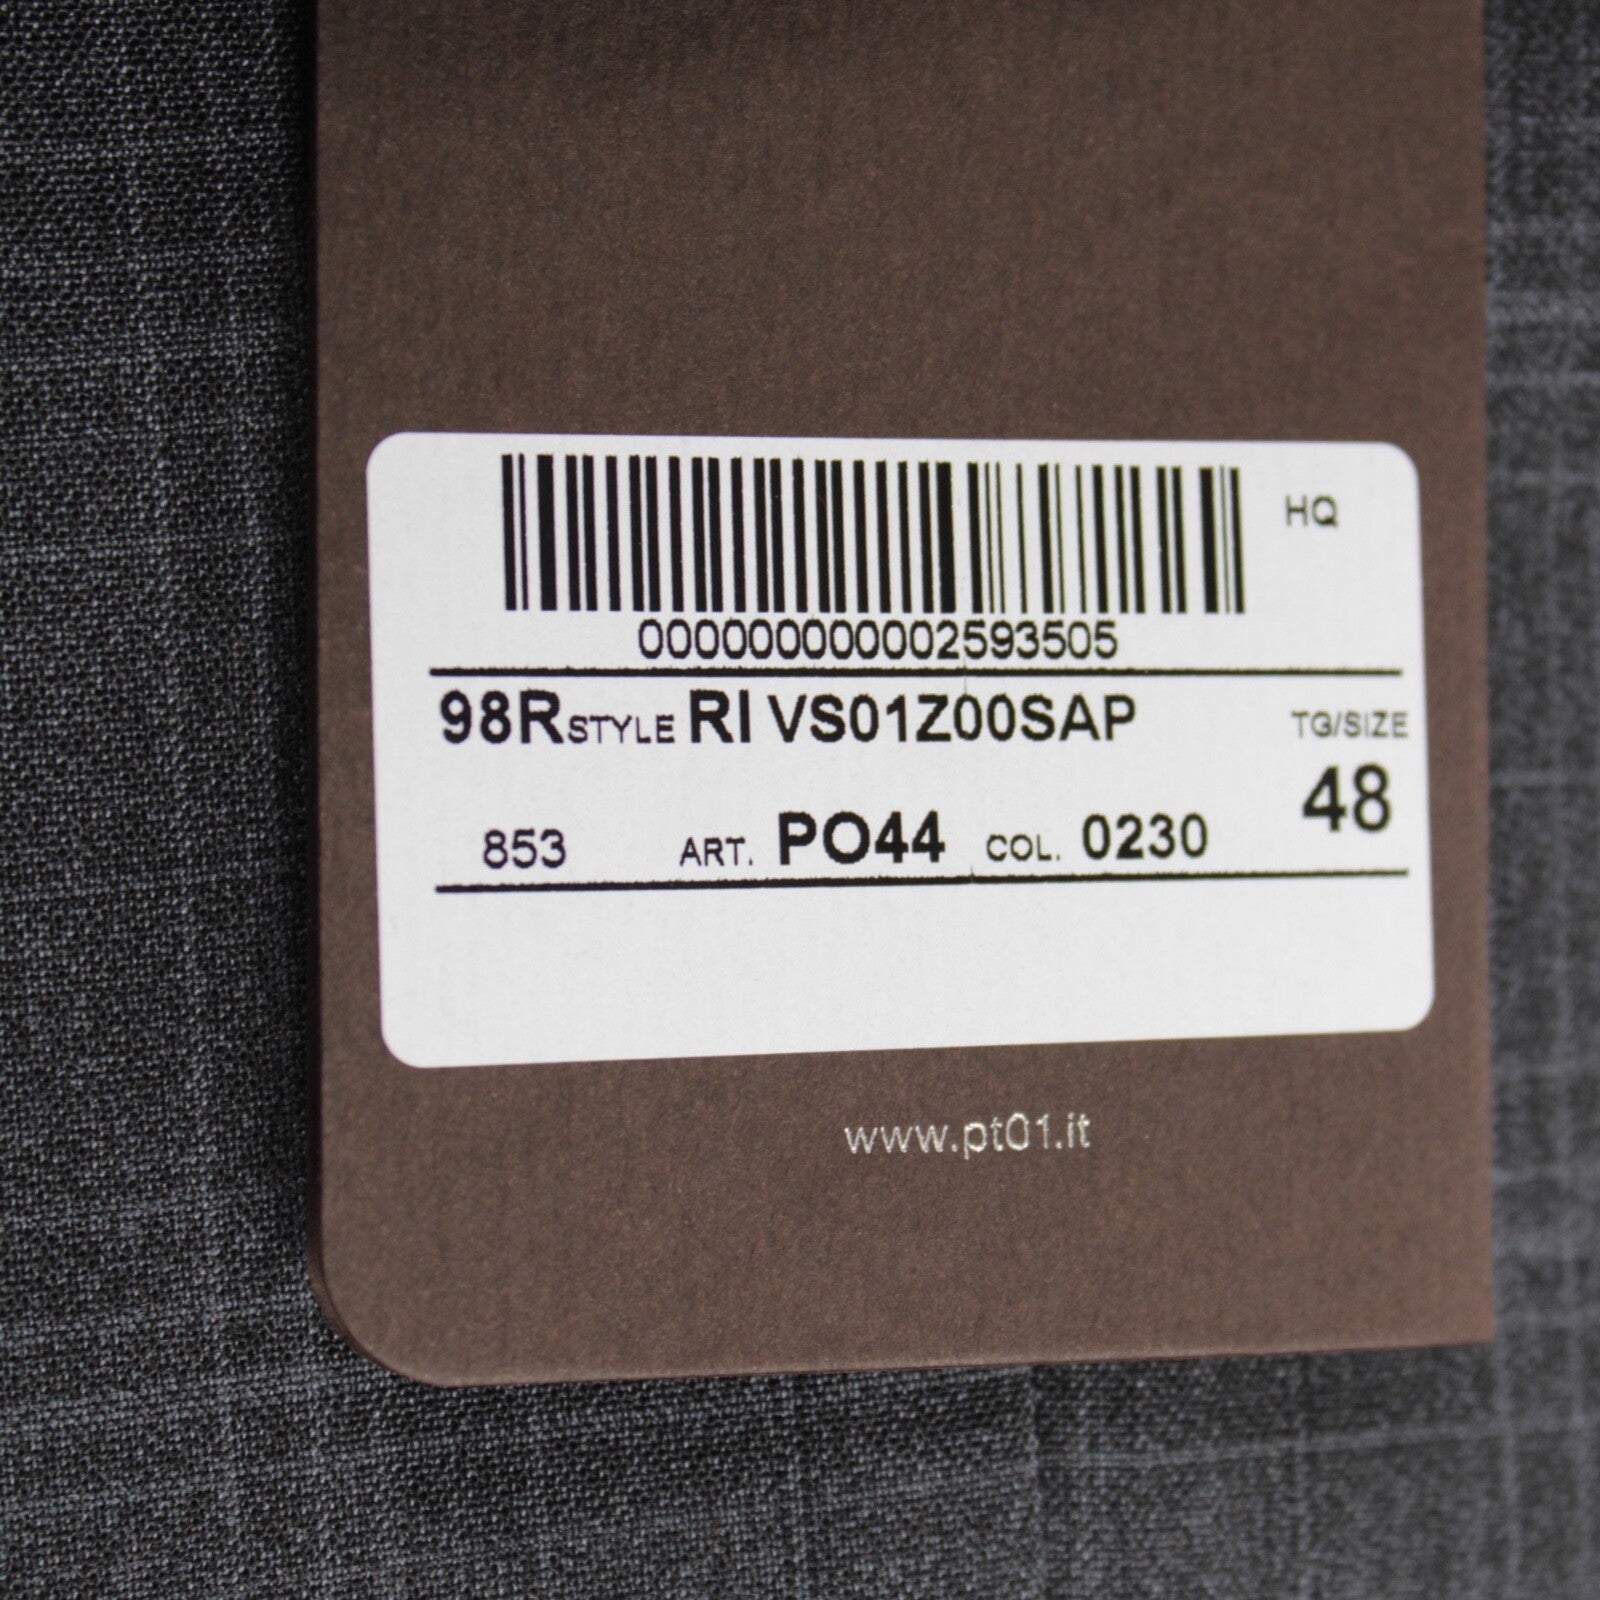 HQ
0000000000002593505
98R STYLE RI VS01Z00SAP
TG/SIZE
48
853 ART. PO44 COL. 0230
www.pt01.it